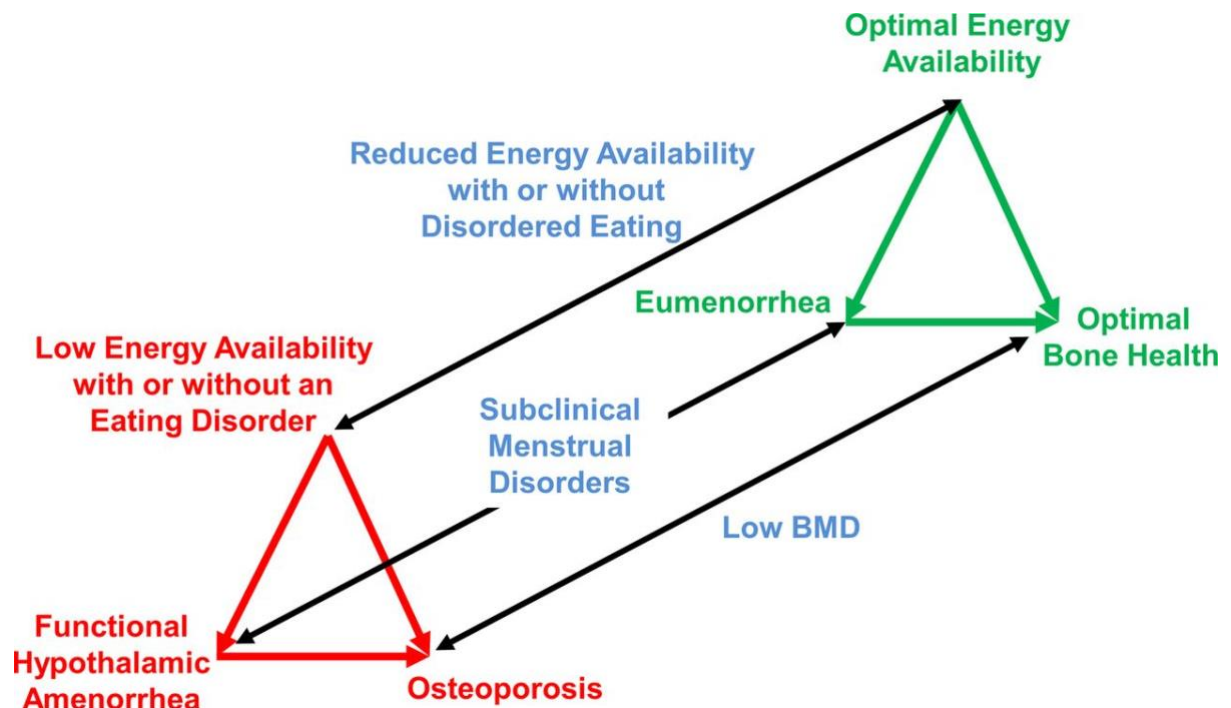 Optimal Energy
Availability
Reduced Energy Availability
with or without
Disordered Eating
Eumenorrhea
Optimal
Bone Health
Low Energy Availability
with or without an
Eating Disorder
Subclinical
Menstrual
Disorders
Low BMD
Functional
Hypothalamic
Amenorrhea
Osteoporosis